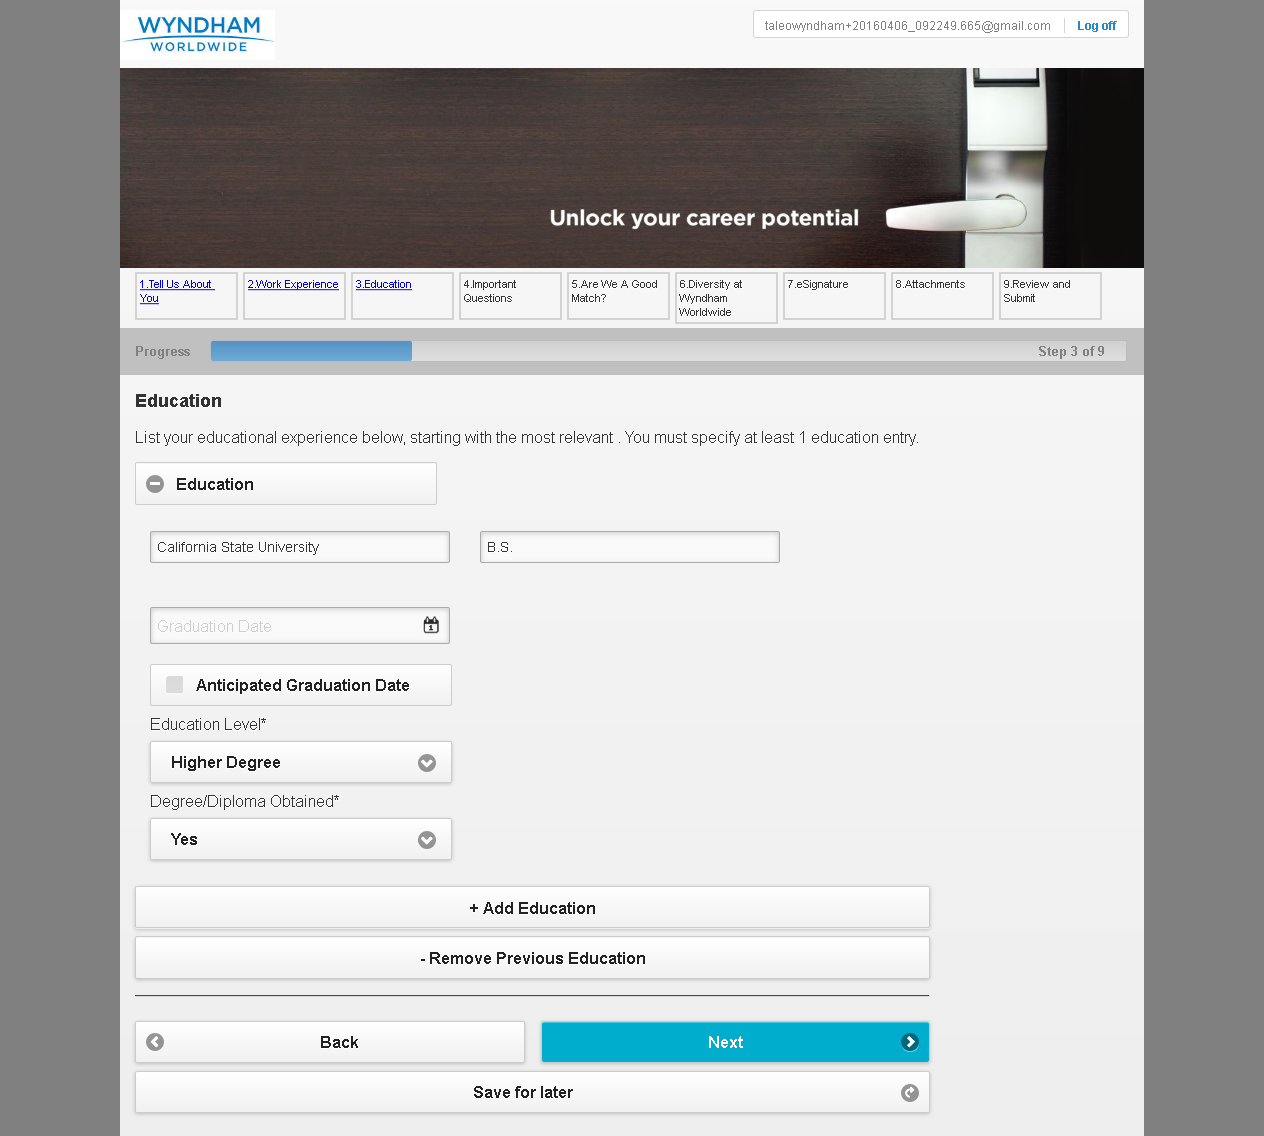 WYNDHAM
WORLDWIDE
taleowyndham+20160406_092249.665@gmail.com
Log off
Unlock your career potential
1.Tell Us About
You
2.Work Experience
3.Education
4.Important
Questions
5.Are We A Good
Match?
6.Diversity at
Wyndham
Worldwide
7.eSignature
8.Attachments
9.Review and
Submit
Progress
Step 3 of 9
Education
List your educational experience below, starting with the most relevant . You must specify at least 1 education entry.
Education
California State University
B.S.
Graduation Date
1
Anticipated Graduation Date
Education Level*
Higher Degree
Degree/Diploma Obtained*
Yes
+ Add Education
- Remove Previous Education
Back
Next
Save for later